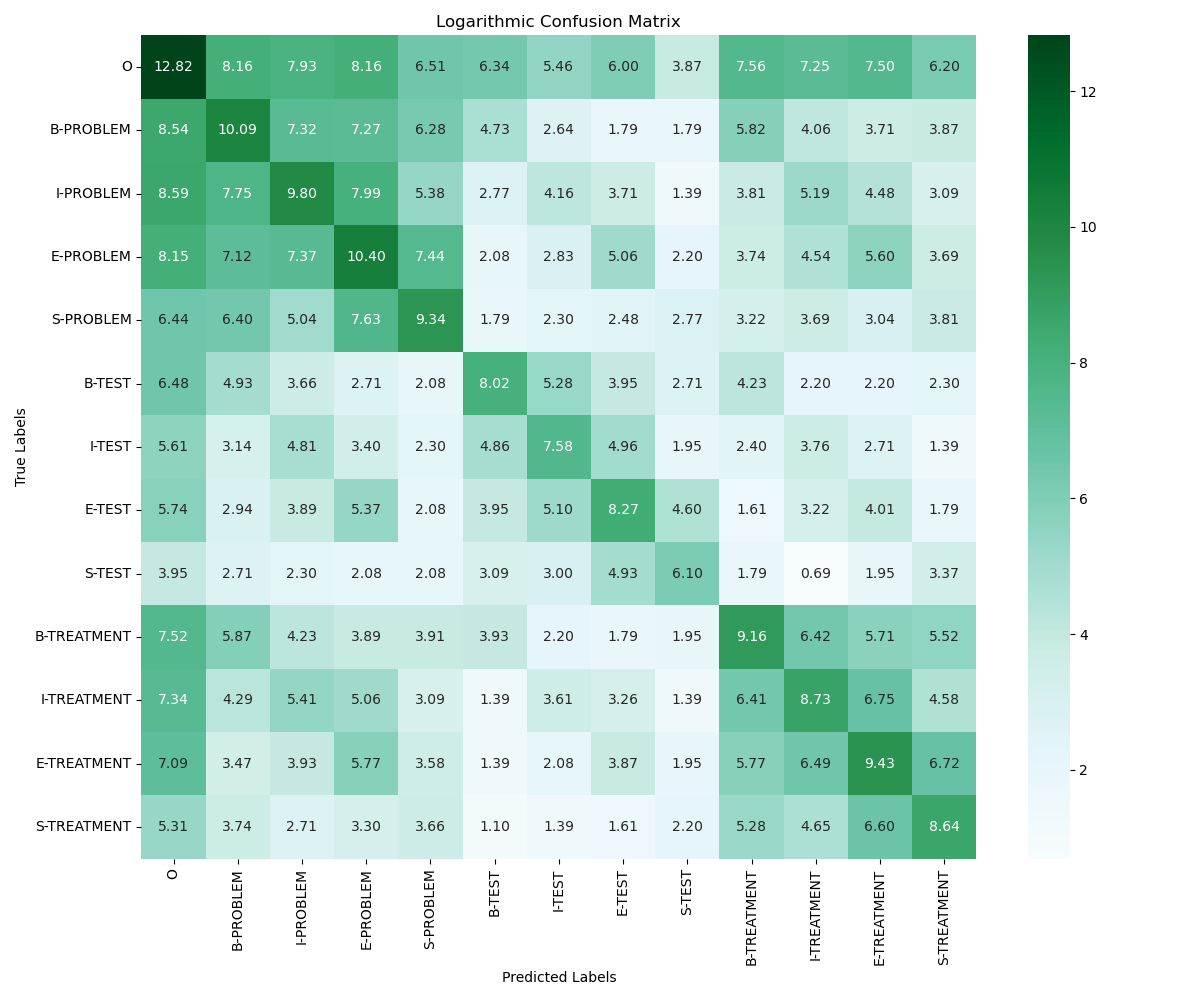 Logarithmic Confusion Matrix
O 12.82 8.16 7.93 8.16 6.51 6.34 5.46 6.00 3.87 7.56 7.25 7.50 6.20
B-PROBLEM 8.54 10.09 7.32 7.27 6.28 4.73 2.64 1.79 1.79 5.82 4.06 3.71 3.87
I-PROBLEM 8.59 7.75 9.80 7.99 5.38 2.77 4.16 3.71 1.39 3.81 5.19 4.48 3.09
E-PROBLEM 8.15 7.12 7.37 10.40 7.44 2.08 2.83 5.06 2.20 3.74 4.54 5.60 3.69
S-PROBLEM 6.44 6.40 5.04 7.63 9.34 1.79 2.30 2.48 2.77 3.22 3.69 3.04 3.81
B-TEST 6.48 4.93 3.66 2.71 2.08 8.02 5.28 3.95 2.71 4.23 2.20 2.20 2.30
I-TEST 5.61 3.14 4.81 3.40 2.30 4.86 7.58 4.96 1.95 2.40 3.76 2.71 1.39
E-TEST 5.74 2.94 3.89 5.37 2.08 3.95 5.10 8.27 4.60 1.61 3.22 4.01 1.79
S-TEST 3.95 2.71 2.30 2.08 2.08 3.09 3.00 4.93 6.10 1.79 0.69 1.95 3.37
B-TREATMENT 7.52 5.87 4.23 3.89 3.91 3.93 2.20 1.79 1.95 9.16 6.42 5.71 5.52
I-TREATMENT 7.34 4.29 5.41 5.06 3.09 1.39 3.61 3.26 1.39 6.41 8.73 6.75 4.58
E-TREATMENT 7.09 3.47 3.93 5.77 3.58 1.39 2.08 3.87 1.95 5.77 6.49 9.43 6.72
S-TREATMENT 5.31 3.74 2.71 3.30 3.66 1.10 1.39 1.61 2.20 5.28 4.65 6.60 8.64
O B-PROBLEM I-PROBLEM E-PROBLEM S-PROBLEM B-TEST I-TEST E-TEST S-TEST B-TREATMENT I-TREATMENT E-TREATMENT S-TREATMENT
Predicted Labels
True Labels
12
10
8
6
4
2